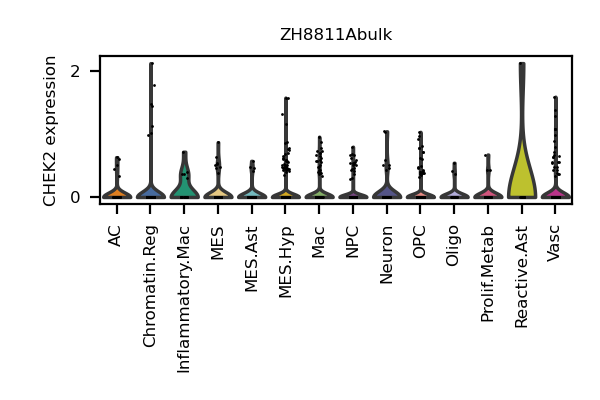 ZH8811Abulk
CHEK2 expression
2
0
AC
Chromatin.Reg
Inflammatory.Mac
MES
MES.Ast
MES.Hyp
Mac
NPC
Neuron
OPC
Oligo
Prolif.Metab
Reactive.Ast
Vasc